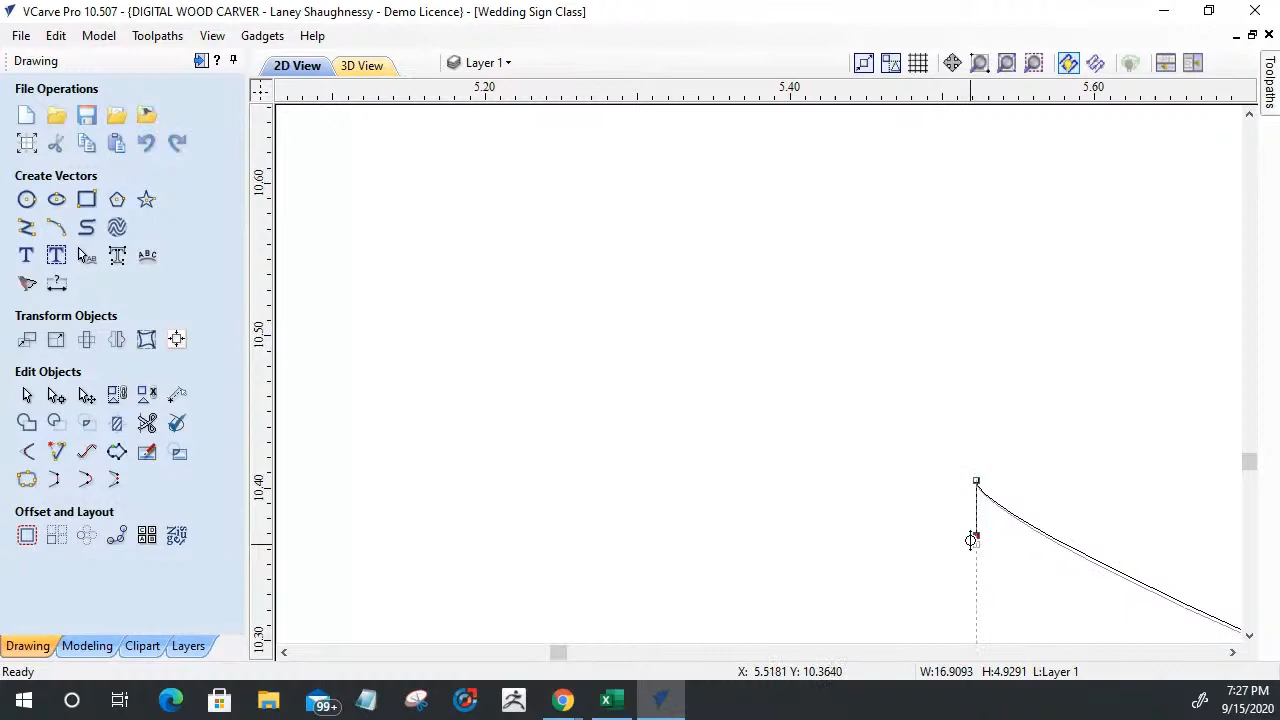 VCarve Pro 10.507 - {DIGITAL WOOD CARVER - Laney Shaughnessy - Demo Licence} - [Wedding Sign Class]
File Edit Model Toolpaths View Gadgets Help
Drawing
2D View
3D View
Layer 1
Toolpaths
File Operations
5.20 5.40 5.60
Create Vectors
10.60
Transform Objects
10.50
Edit Objects
10.40
Offset and Layout
10.30
Drawing Modeling Clipart Layers
Ready
X: 5.5181 Y: 10.3640
W:16.9093 H:4.9291 L:Layer 1
99+
7:27 PM
9/15/2020